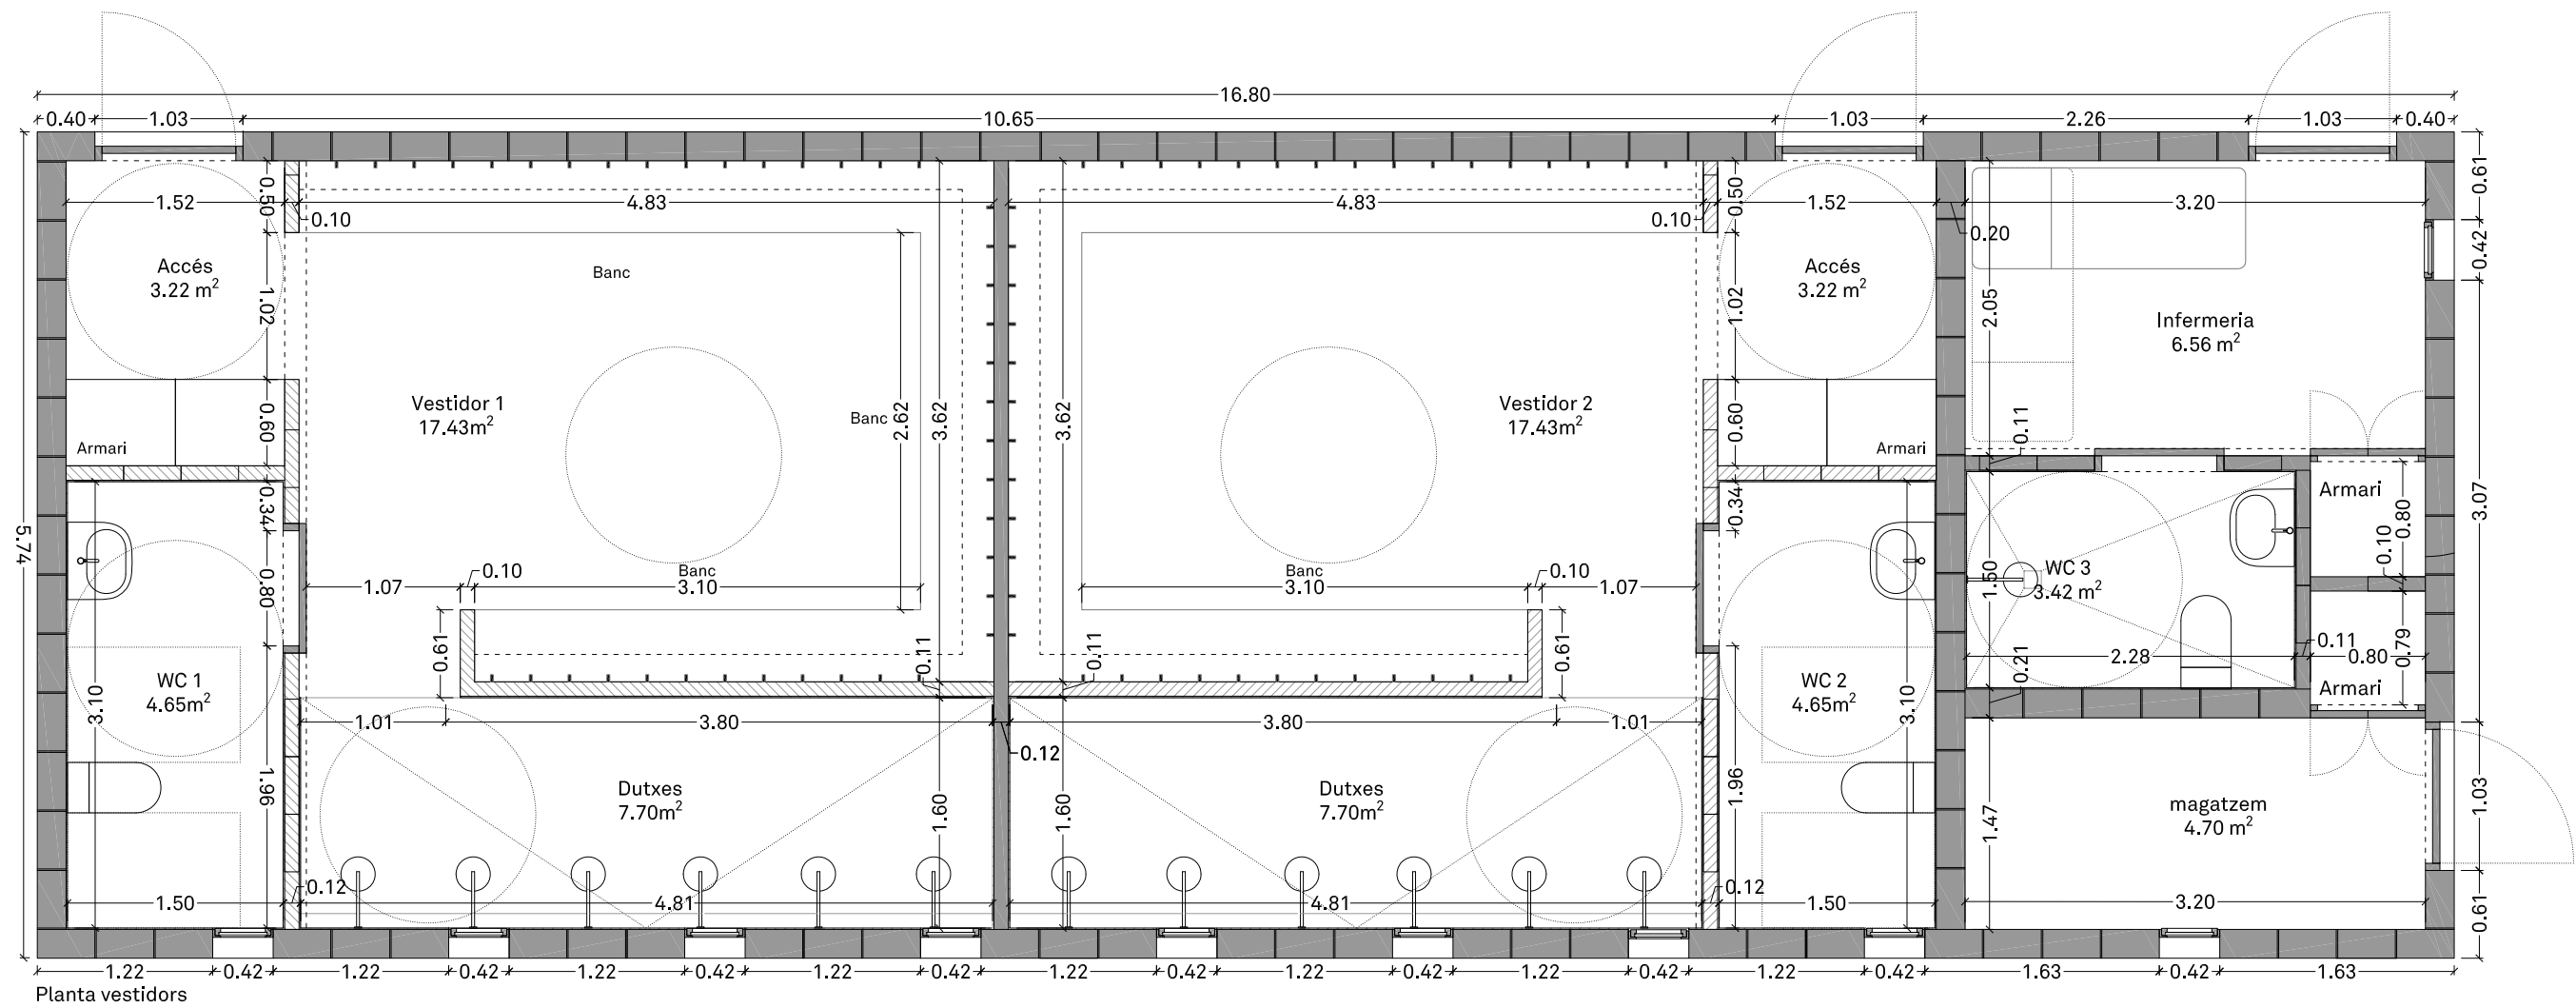 16.80
0.40 1.03 10.65 1.03 2.26 1.03 0.40
5.74
1.52 0.10 4.83 4.83 0.10 1.52 0.20 3.20
0.50
1.02
0.60
0.34
0.80
1.96
Accés
3.22 m²
Armari
Banc
Vestidor 1
17.43m²
Banc
2.62
3.62
3.62
Vestidor 2
17.43m²
0.50
1.02
0.60
0.34
1.96
Accés
3.22 m²
Armari
2.05
Infermeria
6.56 m²
0.11
0.61
0.42
3.07
1.03
0.61
Armari
0.80
0.10
0.79
Armari
1.07 0.10 Banc
3.10
Banc
3.10 0.10 1.07
0.61
0.11
0.11
0.61
WC 3
3.42 m²
1.50
2.28 0.11 0.80
0.21
WC 1
4.65m²
3.10
1.01 3.80 0.12 3.80 1.01
WC 2
4.65m²
3.10
Dutxes
7.70m²
1.60
1.60
Dutxes
7.70m²
magatzem
4.70 m²
1.47
1.50 0.12 4.81 4.81 0.12 1.50 3.20
1.22 0.42 1.22 0.42 1.22 0.42 1.22 0.42 1.22 0.42 1.22 0.42 1.22 0.42 1.22 0.42 1.63 0.42 1.63
Planta vestidors